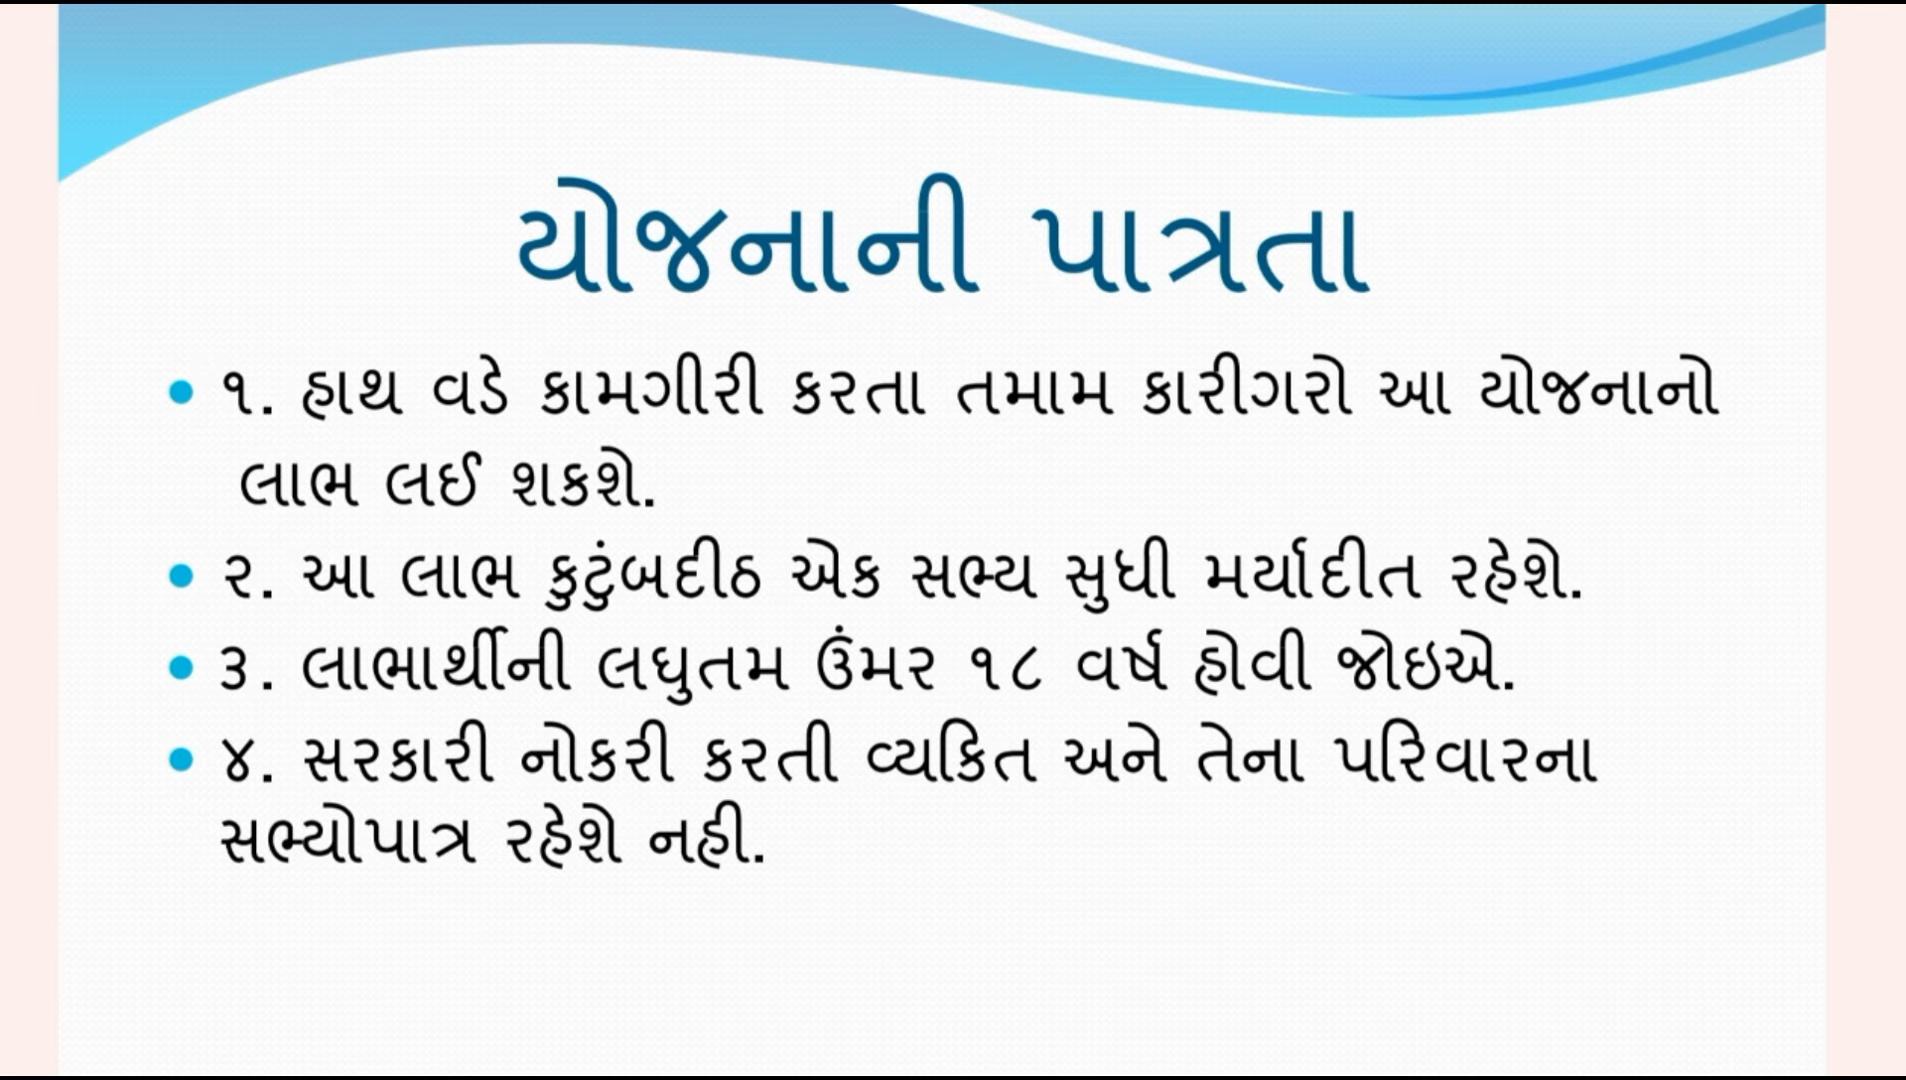 યોજનાની પાત્રતા
• ૧. હાથ વડે કામગીરી કરતા તમામ કારીગરો આ યોજનાનો
લાભ લઈ શકશે.
• ૨. આ લાભ કુટુંબદીઠ એક સભ્ય સુધી મર્યાદીત રહેશે.
• ૩. લાભાર્થીની લઘુતમ ઉંમર ૧૮ વર્ષ હોવી જોઇએ.
• ૪. સરકારી નોકરી કરતી વ્યકિત અને તેના પરિવારના
સભ્યોપાત્ર રહેશે નહી.